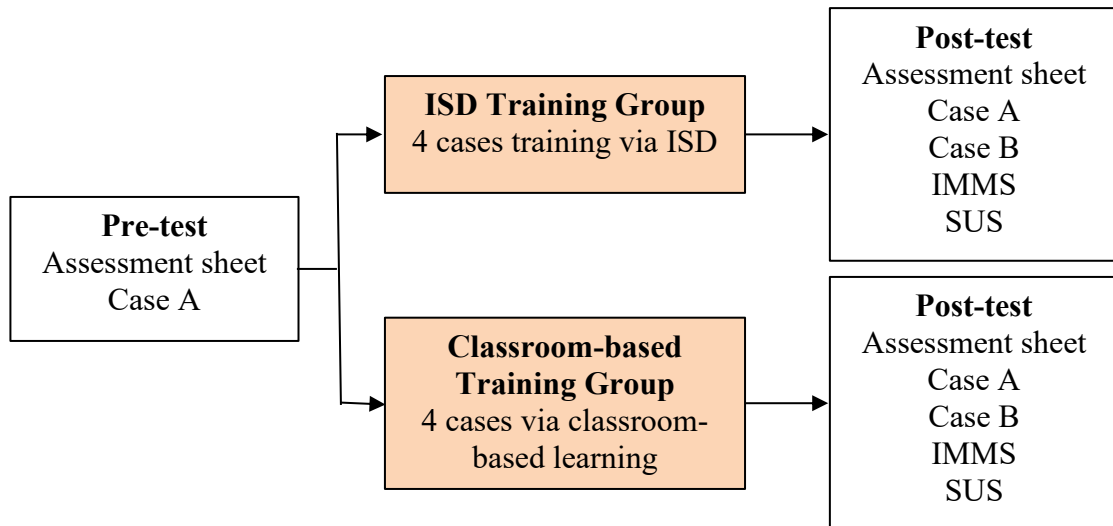 Pre-test
Assessment sheet
Case A
ISD Training Group
4 cases training via ISD
Post-test
Assessment sheet
Case A
Case B
IMMS
SUS
Classroom-based
Training Group
4 cases via classroom-
based learning
Post-test
Assessment sheet
Case A
Case B
IMMS
SUS